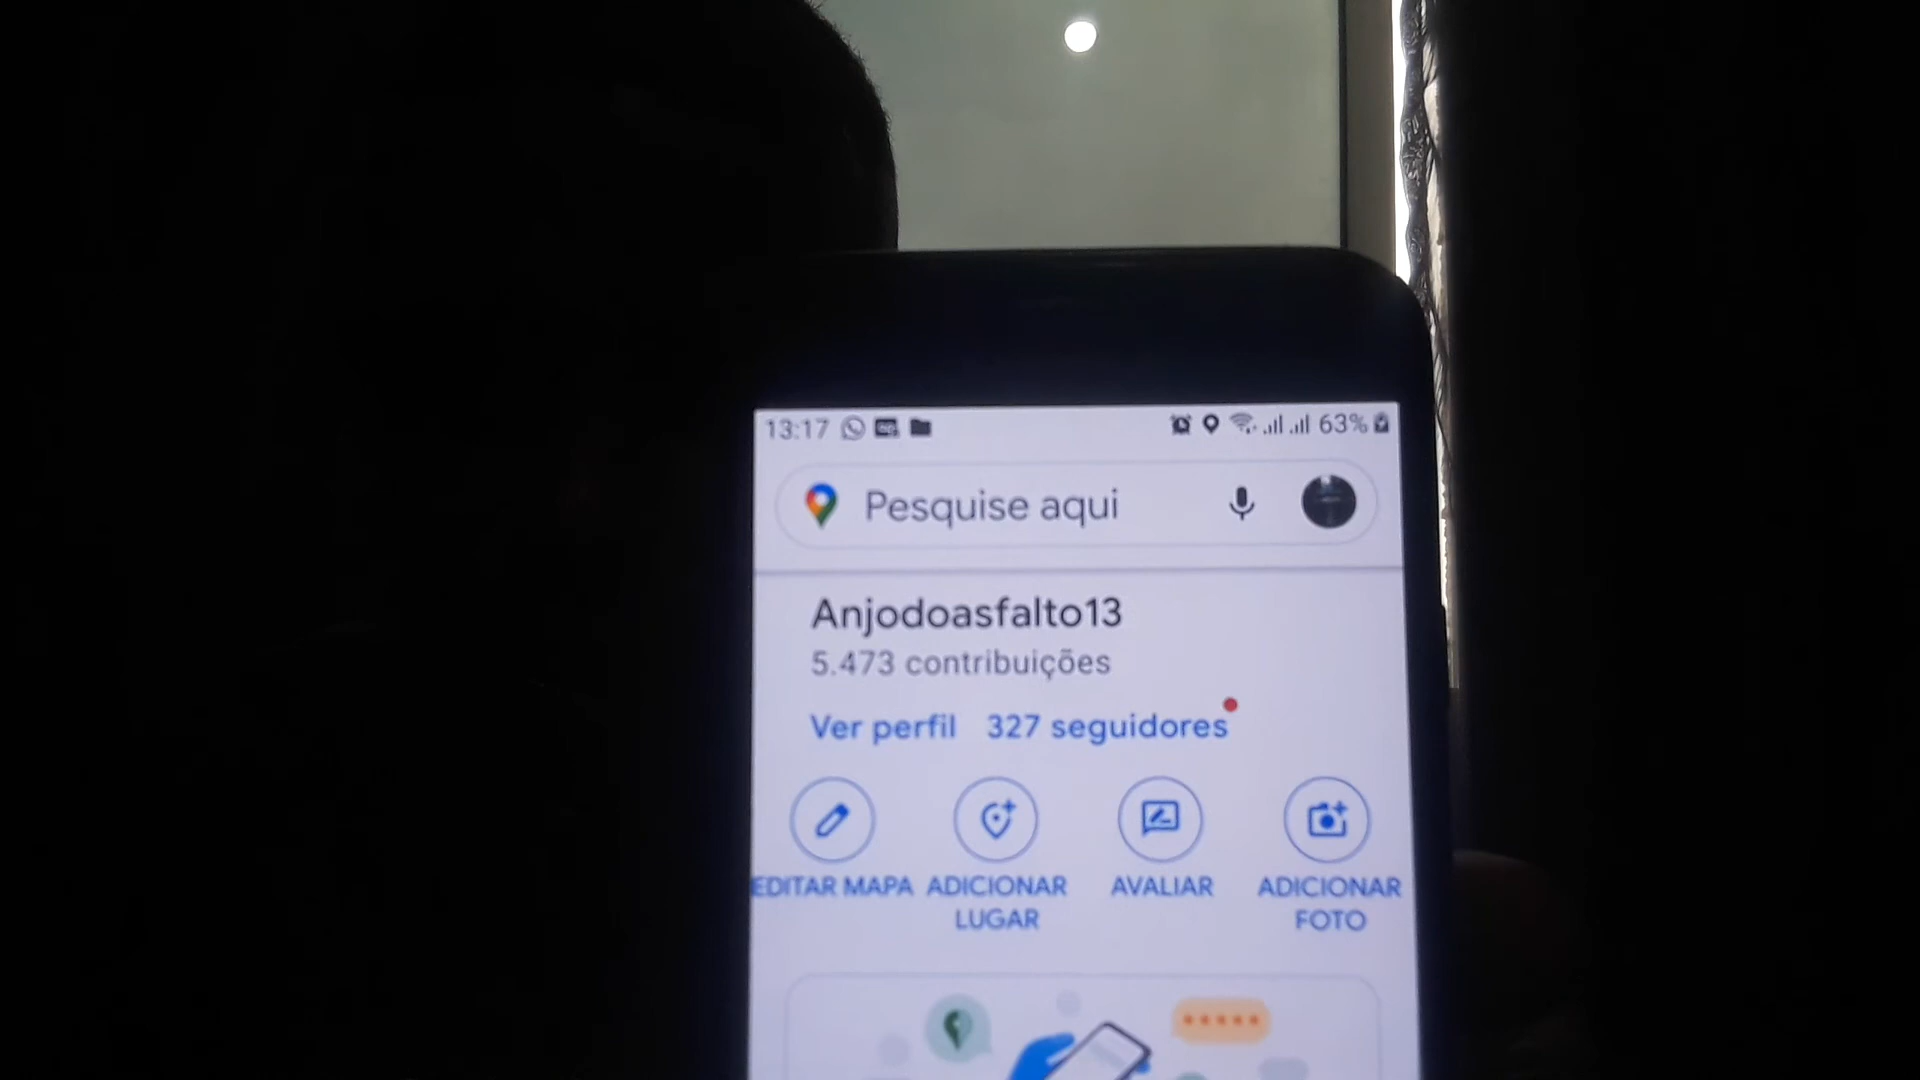 13:17 63%
Pesquise aqui
Anjodoasfalto13
5.473 contribuições
Ver perfil 327 seguidores
EDITAR MAPA ADICIONAR LUGAR AVALIAR ADICIONAR FOTO